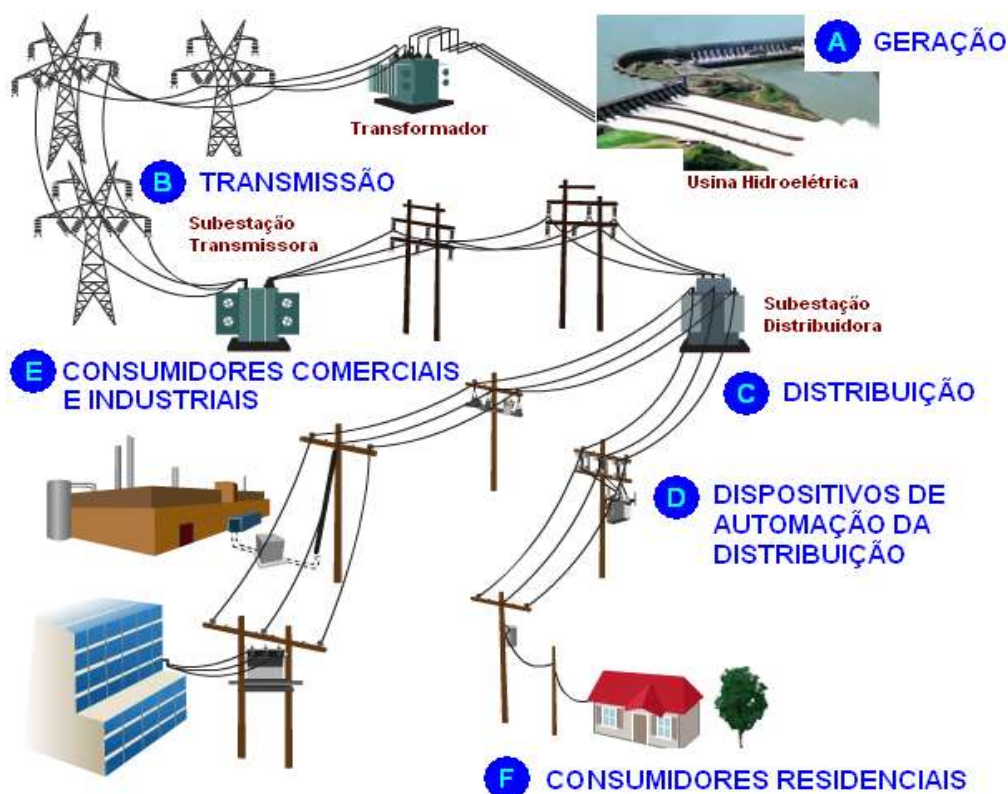 A GERAÇÃO
Transformador
Usina Hidroelétrica
B TRANSMISSÃO
Subestação
Transmissora
Subestação
Distribuidora
E CONSUMIDORES COMERCIAIS
E INDUSTRIAIS
C DISTRIBUIÇÃO
D DISPOSITIVOS DE
AUTOMAÇÃO DA
DISTRIBUIÇÃO
F CONSUMIDORES RESIDENCIAIS